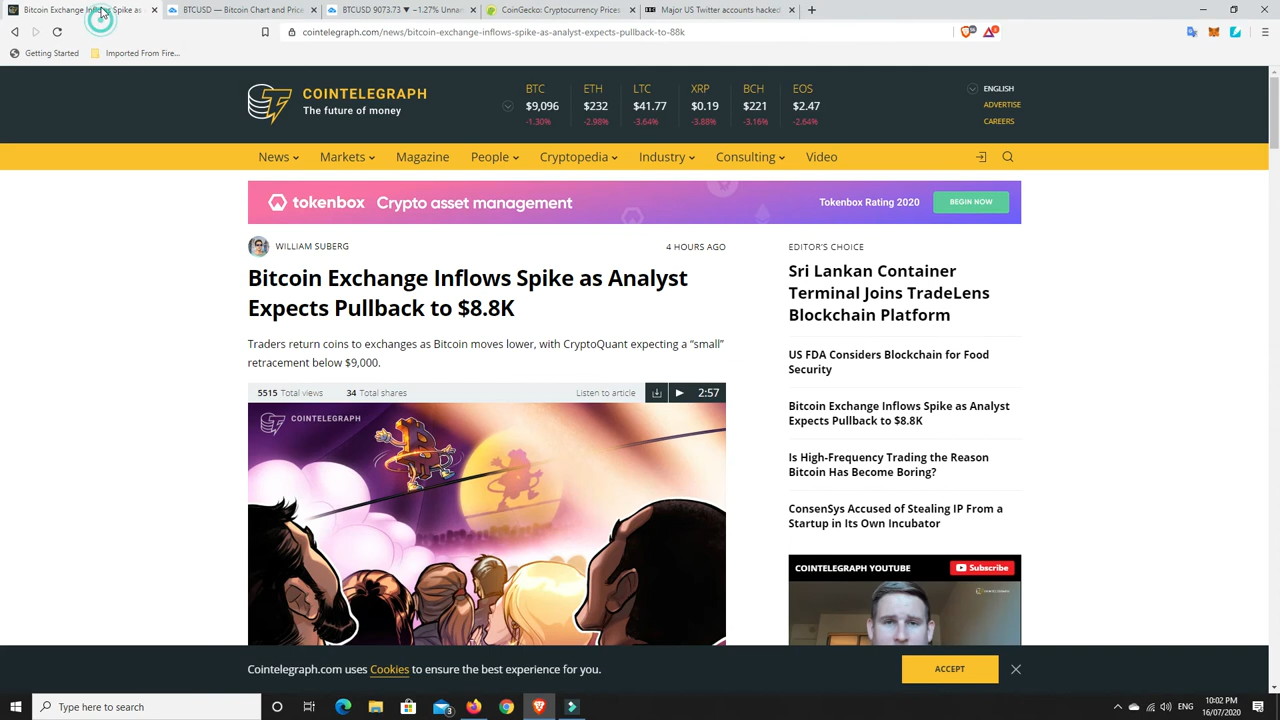 Bitcoin Exchange Inflows Spike as
BTCUSD — Bitcoin Chart and Price
BTCUSD 9073.73 ▼ −1.27% Unnam
CoinGecko: Cryptocurrency Prices
Major US Twitter accounts hacked
cointelegraph.com/news/bitcoin-exchange-inflows-spike-as-analyst-expects-pullback-to-88k
Getting Started
Imported From Fire...
COINTELEGRAPH
The future of money
BTC ETH LTC XRP BCH EOS
$9,096 $232 $41.77 $0.19 $221 $2.47
-1.30% -2.98% -3.64% -3.88% -3.16% -2.64%
ENGLISH
ADVERTISE
CAREERS
News Markets Magazine People Cryptopedia Industry Consulting Video
tokenbox Crypto asset management
Tokenbox Rating 2020
BEGIN NOW
WILLIAM SUBERG
4 HOURS AGO
Bitcoin Exchange Inflows Spike as Analyst
Expects Pullback to $8.8K
Traders return coins to exchanges as Bitcoin moves lower, with CryptoQuant expecting a “small”
retracement below $9,000.
5515 Total views
34 Total shares
Listen to article
2:57
COINTELEGRAPH
EDITOR'S CHOICE
Sri Lankan Container
Terminal Joins TradeLens
Blockchain Platform
US FDA Considers Blockchain for Food
Security
Bitcoin Exchange Inflows Spike as Analyst
Expects Pullback to $8.8K
Is High-Frequency Trading the Reason
Bitcoin Has Become Boring?
ConsenSys Accused of Stealing IP From a
Startup in Its Own Incubator
COINTELEGRAPH YOUTUBE
Subscribe
Cointelegraph.com uses Cookies to ensure the best experience for you.
ACCEPT
Type here to search
3
ENG
10:02 PM
16/07/2020